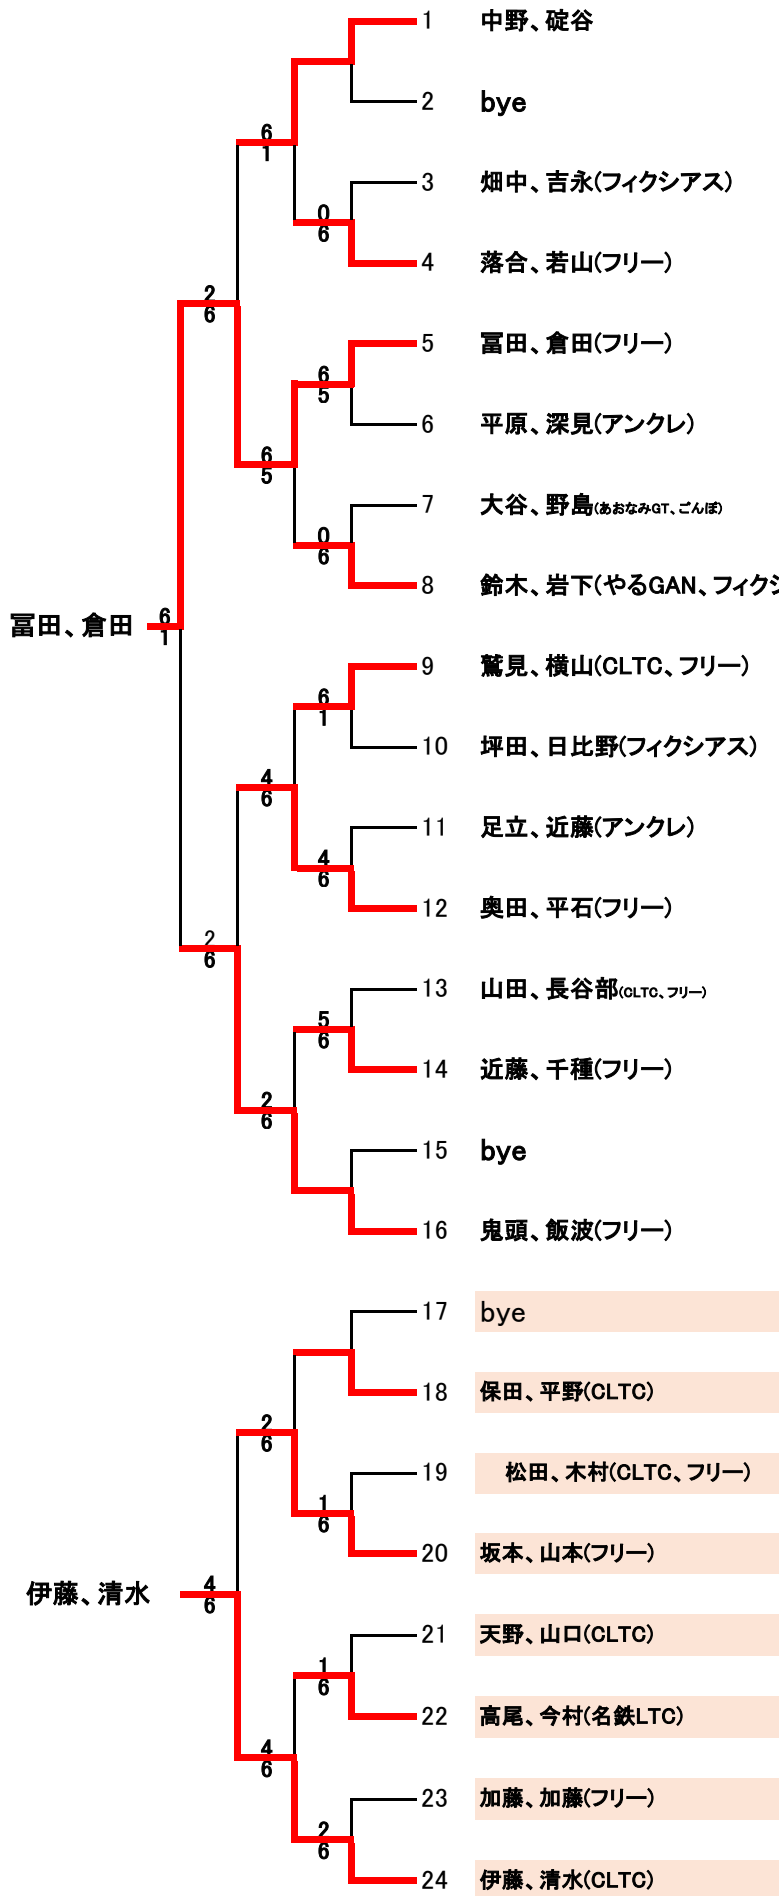 1 中野、碇谷
2 bye
6
1
3 畑中、吉永(フィクシアス)
0
6
4 落合、若山(フリー)
2
6
5 冨田、倉田(フリー)
6
5
6 平原、深見(アンクレ)
6
5
7 大谷、野島(あおなみGT、ごんぽ)
0
6
8 鈴木、岩下(やるGAN、フィクシ
冨田、倉田
6
1
9 鷲見、横山(CLTC、フリー)
6
1
10 坪田、日比野(フィクシアス)
4
6
11 足立、近藤(アンクレ)
4
6
12 奥田、平石(フリー)
2
6
13 山田、長谷部(CLTC、フリー)
5
6
14 近藤、千種(フリー)
2
6
15 bye
16 鬼頭、飯波(フリー)
17 bye
18 保田、平野(CLTC)
2
6
19 松田、木村(CLTC、フリー)
1
6
20 坂本、山本(フリー)
伊藤、清水
4
6
21 天野、山口(CLTC)
1
6
22 高尾、今村(名鉄LTC)
4
6
23 加藤、加藤(フリー)
2
6
24 伊藤、清水(CLTC)